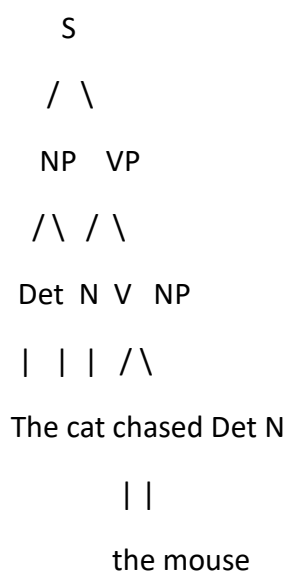 S
/ \
NP VP
/ \ / \
Det N V NP
| | | / \
The cat chased Det N
| |
the mouse